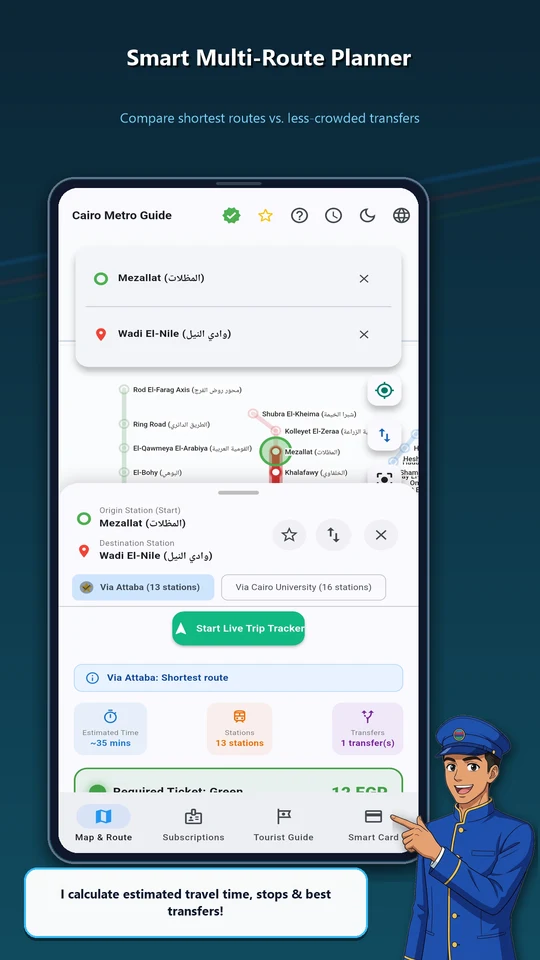 Smart Multi-Route Planner
Compare shortest routes vs. less-crowded transfers
Cairo Metro Guide
Mezallat (المظلات)
Wadi El-Nile (وادي النيل)
Rod El-Farag Axis (محور روض الفرج)
Shubra El-Kheima (شبرا الخيمة)
Ring Road (الطريق الدائري)
Kolleyet El-Zeraa (
ية الزراعة
El-Qawmeya El-Arabiya (القومية العربية)
Mezallat (المظلات)
El-Bohy (البوهي)
Khalafawy (الخلفاوي)
Origin Station (Start)
Mezallat (المظلات)
Destination Station
Wadi El-Nile (وادي النيل)
Via Attaba (13 stations)
Via Cairo University (16 stations)
Start Live Trip Tracker
Via Attaba: Shortest route
Estimated Time
~35 mins
Stations
13 stations
Transfers
1 transfer(s)
Required Ticket: Green
12 EGP
Map & Route
Subscriptions
Tourist Guide
Smart Card
I calculate estimated travel time, stops & best
transfers!